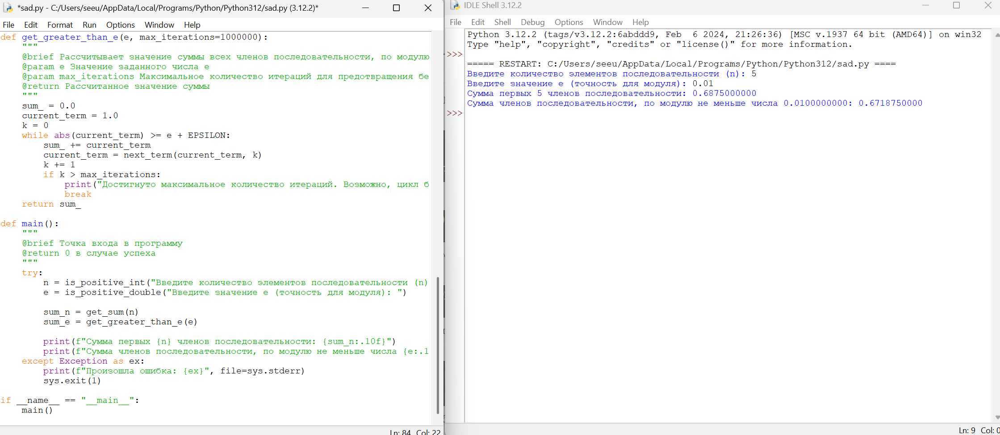 *sad.py - C:/Users/seeu/AppData/Local/Programs/Python/Python312/sad.py (3.12.2)*
File Edit Format Run Options Window Help
def get_greater_than_e(e, max_iterations=1000000):
    """
    @brief Рассчитывает значение суммы всех членов последовательности, по модулю
    @param e Значение заданного числа e
    @param max_iterations Максимальное количество итераций для предотвращения бе
    @return Рассчитанное значение суммы
    """
    sum_ = 0.0
    current_term = 1.0
    k = 0
    while abs(current_term) >= e + EPSILON:
        sum_ += current_term
        current_term = next_term(current_term, k)
        k += 1
        if k > max_iterations:
            print("Достигнуто максимальное количество итераций. Возможно, цикл б
            break
    return sum_
def main():
    """
    @brief Точка входа в программу
    @return 0 в случае успеха
    """
    try:
        n = is_positive_int("Введите количество элементов последовательности (n)
        e = is_positive_double("Введите значение e (точность для модуля): ")
        sum_n = get_sum(n)
        sum_e = get_greater_than_e(e)
        print(f"Сумма первых {n} членов последовательности: {sum_n:.10f}")
        print(f"Сумма членов последовательности, по модулю не меньше числа {e:.1
    except Exception as ex:
        print(f"Произошла ошибка: {ex}", file=sys.stderr)
        sys.exit(1)
if __name__ == "__main__":
    main()
Ln: 84 Col: 22
IDLE Shell 3.12.2
File Edit Shell Debug Options Window Help
Python 3.12.2 (tags/v3.12.2:6abddd9, Feb  6 2024, 21:26:36) [MSC v.1937 64 bit (AMD64)] on win32
Type "help", "copyright", "credits" or "license()" for more information.
>>>
===== RESTART: C:/Users/seeu/AppData/Local/Programs/Python/Python312/sad.py ====
Введите количество элементов последовательности (n): 5
Введите значение e (точность для модуля): 0.01
Сумма первых 5 членов последовательности: 0.6875000000
Сумма членов последовательности, по модулю не меньше числа 0.0100000000: 0.6718750000
>>>
Ln: 9 Col: 0